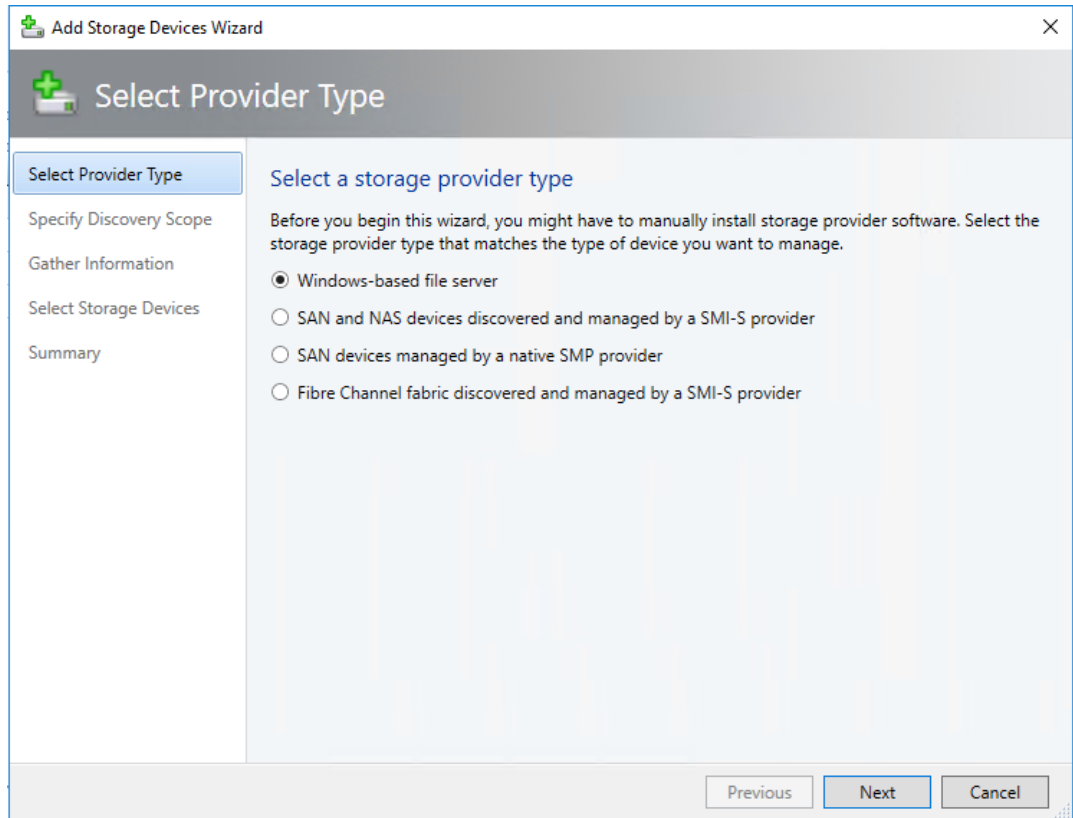 Add Storage Devices Wizard
Select Provider Type
Select Provider Type
Specify Discovery Scope
Gather Information
Select Storage Devices
Summary
Select a storage provider type
Before you begin this wizard, you might have to manually install storage provider software. Select the
storage provider type that matches the type of device you want to manage.
Windows-based file server
SAN and NAS devices discovered and managed by a SMI-S provider
SAN devices managed by a native SMP provider
Fibre Channel fabric discovered and managed by a SMI-S provider
Previous
Next
Cancel